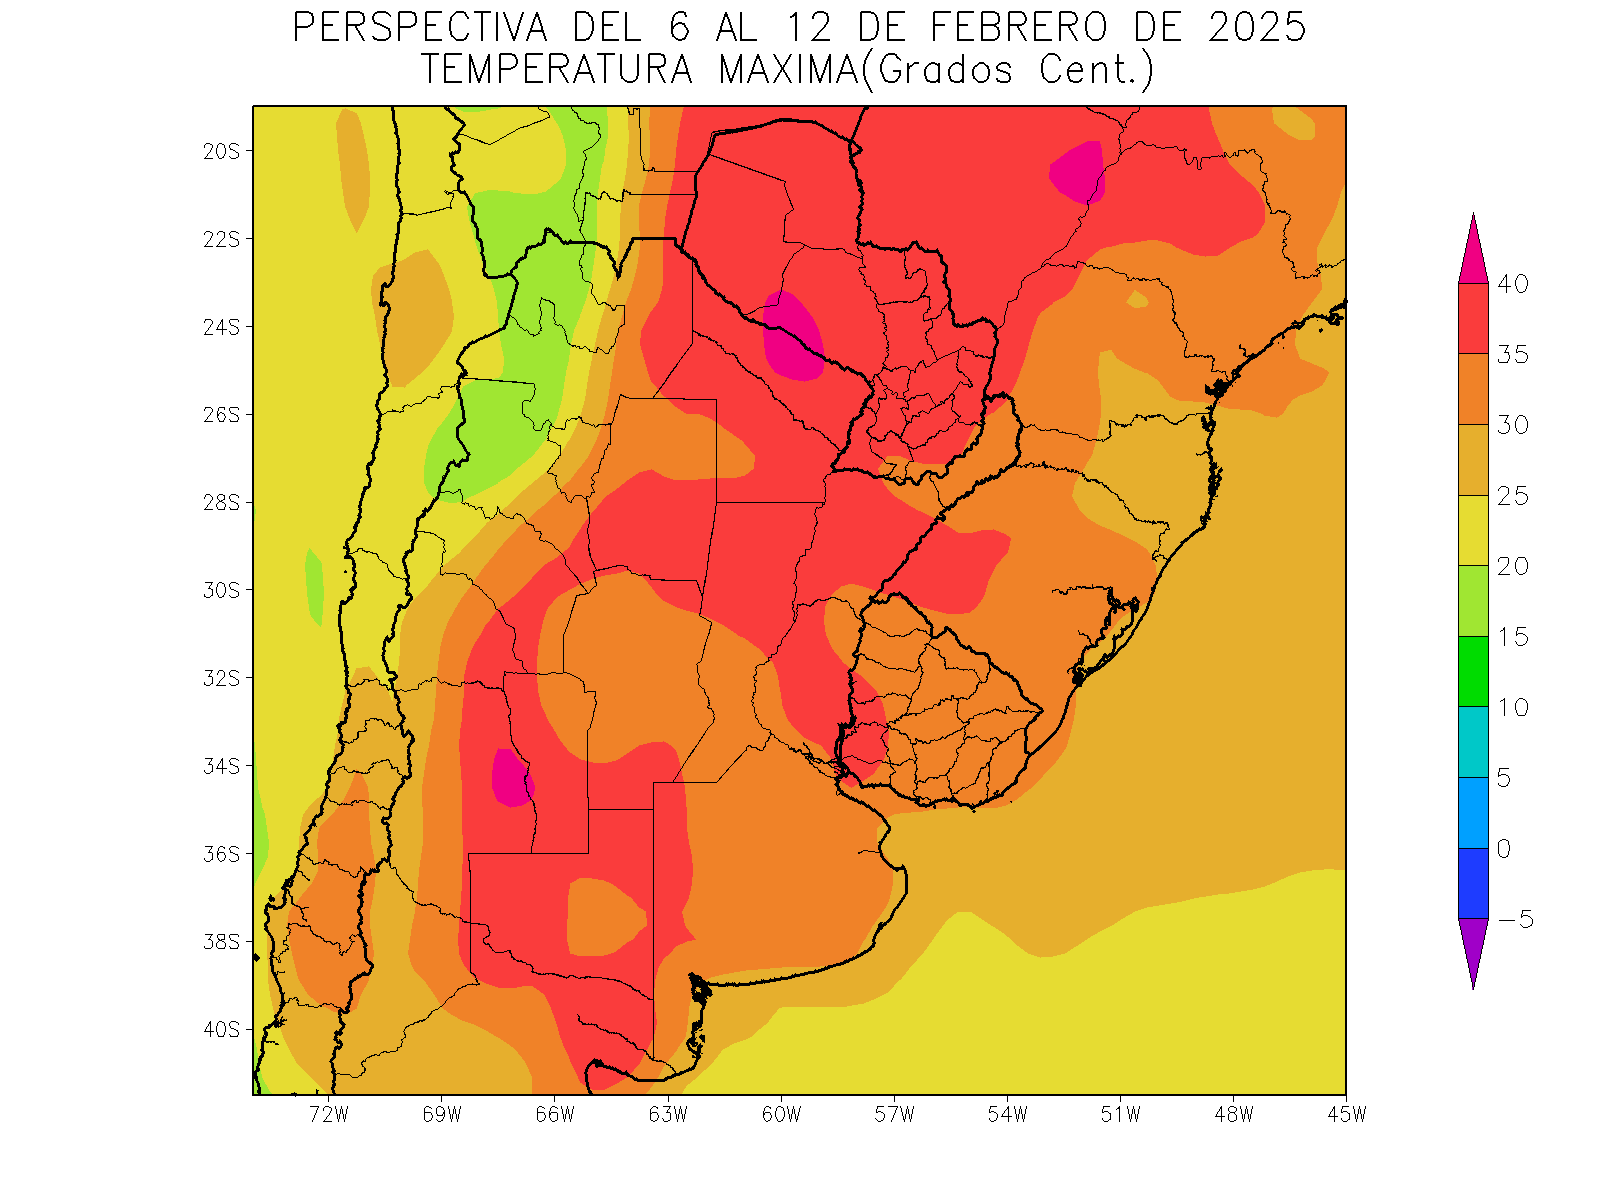 PERSPECTIVA DEL 6 AL 12 DE FEBRERO DE 2025
TEMPERATURA MAXIMA(Grados Cent.)
20S
22S
24S
26S
28S
30S
32S
34S
36S
38S
40S
72W
69W
66W
63W
60W
57W
54W
51W
48W
45W
40
35
30
25
20
15
10
5
0
−5